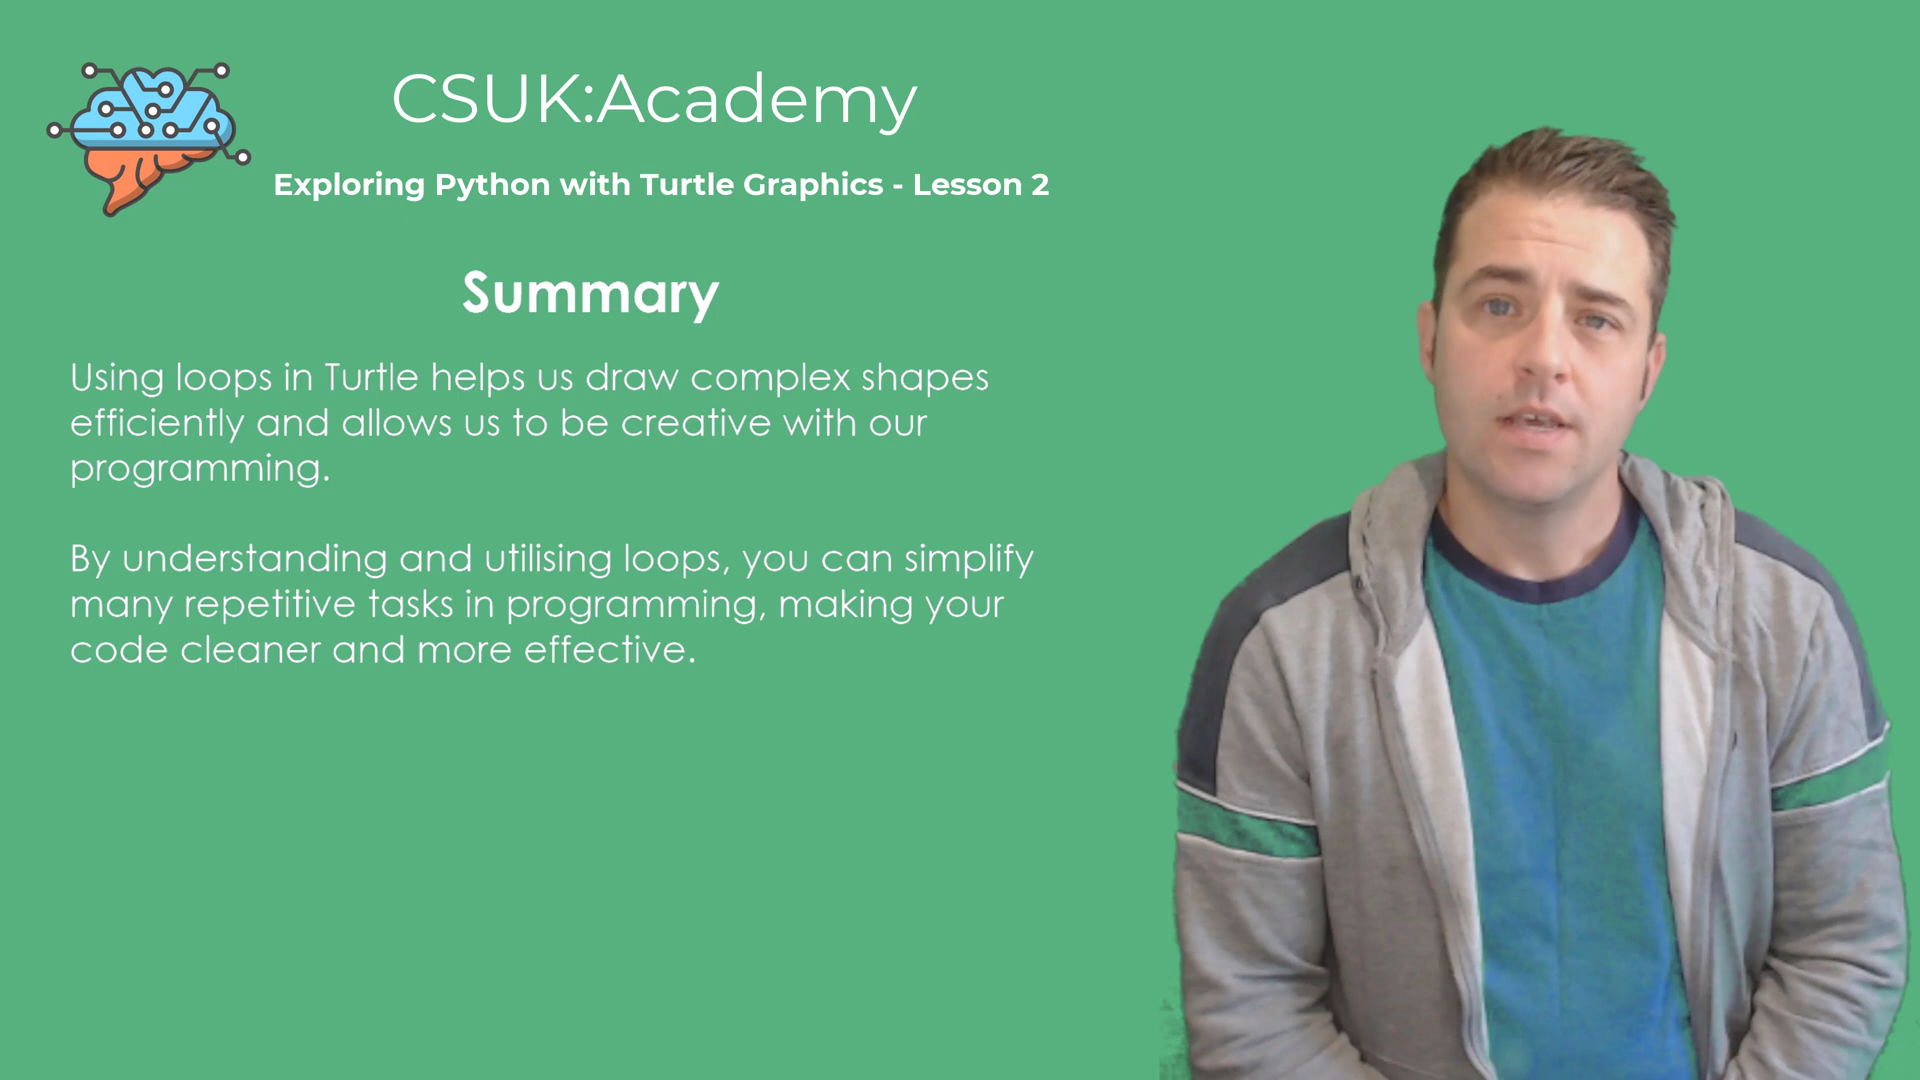 CSUK:Academy
Exploring Python with Turtle Graphics - Lesson 2
Summary
Using loops in Turtle helps us draw complex shapes
efficiently and allows us to be creative with our
programming.
By understanding and utilising loops, you can simplify
many repetitive tasks in programming, making your
code cleaner and more effective.